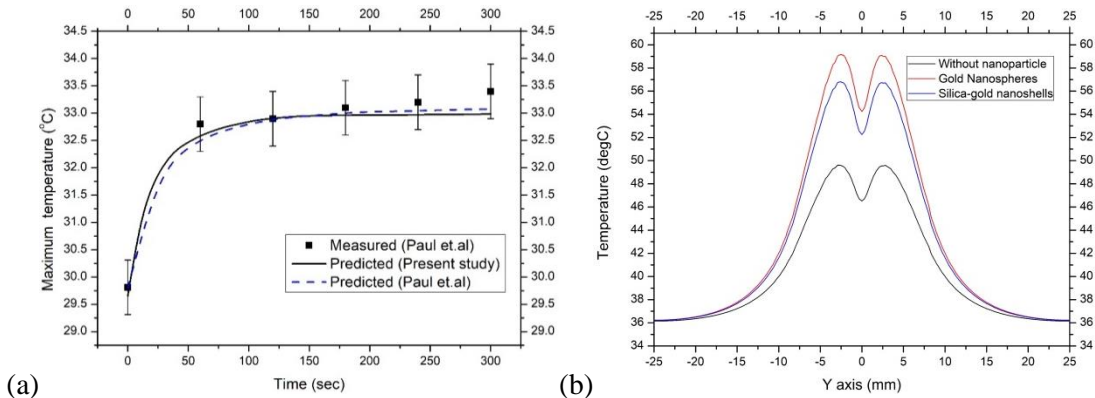 0 50 100 150 200 250 300
34.5 34.5
34.0 34.0
33.5 33.5
33.0 33.0
32.5 32.5
32.0 32.0
31.5 31.5
31.0 31.0
30.5 30.5
30.0 30.0
29.5 29.5
29.0 29.0
Maximum temperature (°C)
Measured (Paul et.al)
Predicted (Present study)
Predicted (Paul et.al)
0 50 100 150 200 250 300
Time (sec)
(a)
-25 -20 -15 -10 -5 0 5 10 15 20 25
60 60
58 58
56 56
54 54
52 52
50 50
48 48
46 46
44 44
42 42
40 40
38 38
36 36
34 34
Temperature (degC)
Without nanoparticle
Gold Nanospheres
Silica-gold nanoshells
-25 -20 -15 -10 -5 0 5 10 15 20 25
Y axis (mm)
(b)